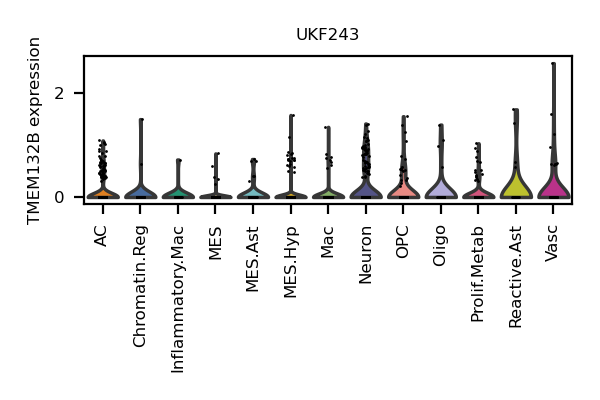 UKF243
TMEM132B expression
2
0
AC
Chromatin.Reg
Inflammatory.Mac
MES
MES.Ast
MES.Hyp
Mac
Neuron
OPC
Oligo
Prolif.Metab
Reactive.Ast
Vasc